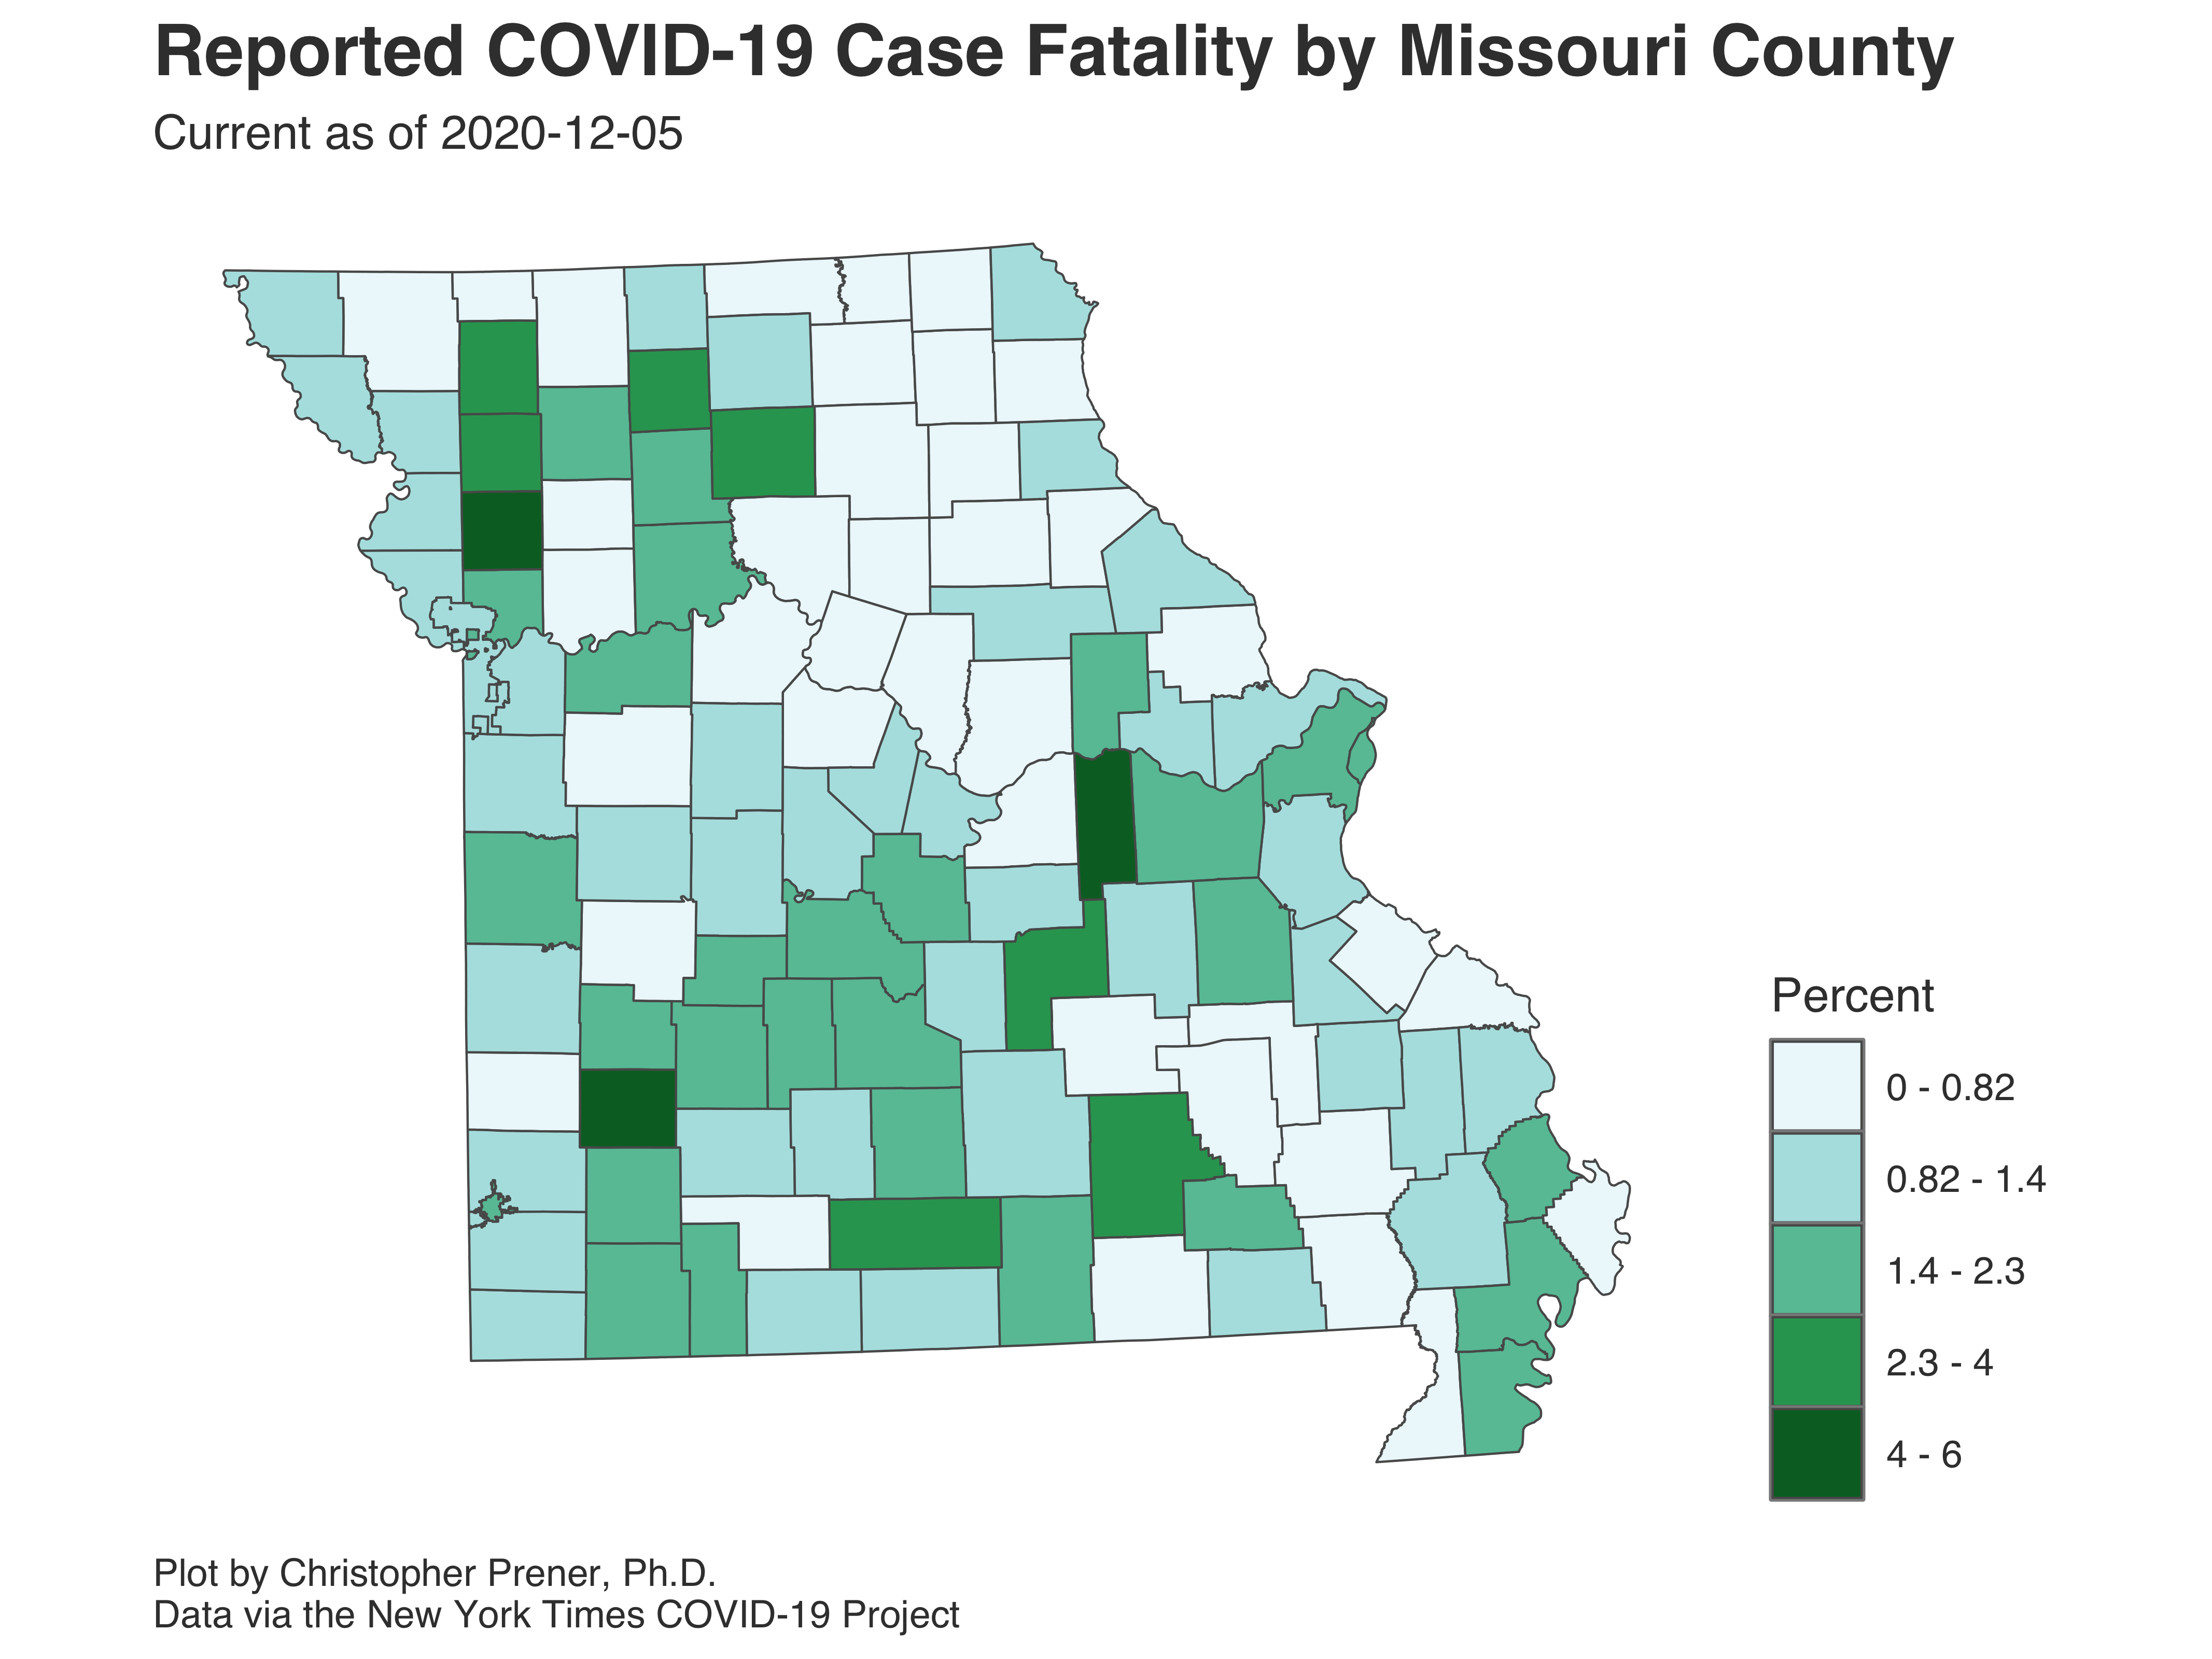 Reported COVID-19 Case Fatality by Missouri County
Current as of 2020-12-05
Percent
0 - 0.82
0.82 - 1.4
1.4 - 2.3
2.3 - 4
4 - 6
Plot by Christopher Prener, Ph.D.
Data via the New York Times COVID-19 Project